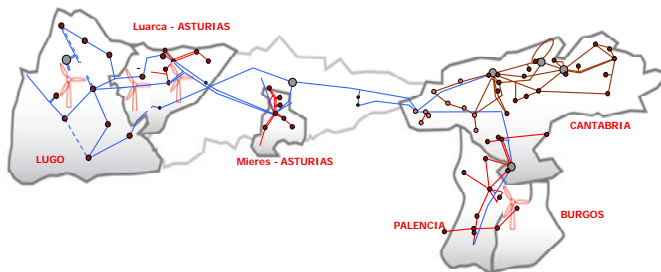 Luarca - ASTURIAS
CANTABRIA
LUGO
Mieres - ASTURIAS
PALENCIA
BURGOS